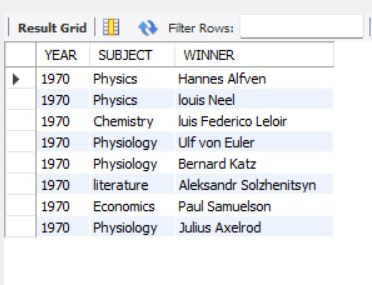 Result Grid Filter Rows:
YEAR SUBJECT WINNER
1970 Physics Hannes Alfven
1970 Physics louis Neel
1970 Chemistry luis Federico Leloir
1970 Physiology Ulf von Euler
1970 Physiology Bernard Katz
1970 literature Aleksandr Solzhenitsyn
1970 Economics Paul Samuelson
1970 Physiology Julius Axelrod